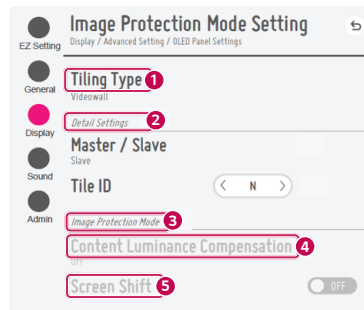 Image Protection Mode Setting
Display / Advanced Setting / OLED Panel Settings
EZ Setting
General
Display
Sound
Admin
Tiling Type 1
Videowall
Detail Settings 2
Master / Slave
Slave
Tile ID
< N >
Image Protection Mode 3
Content Luminance Compensation 4
Off
Screen Shift 5
OFF